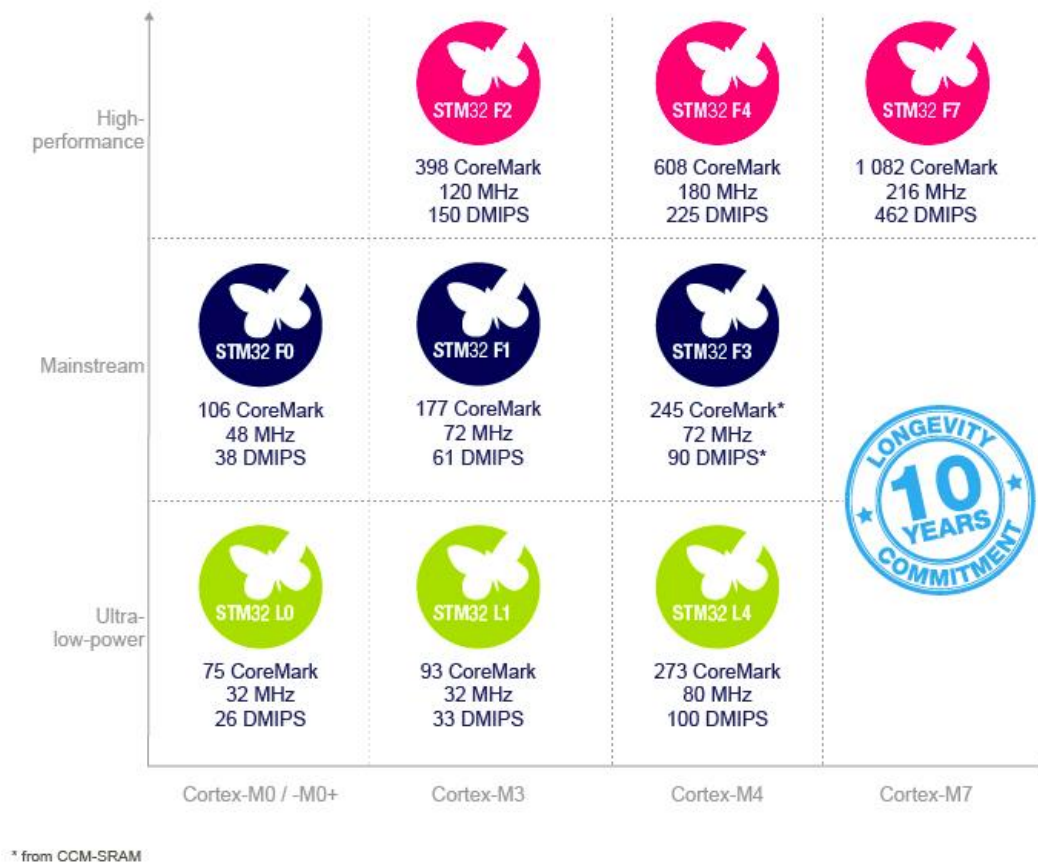 High-
performance
STM32 F2
398 CoreMark
120 MHz
150 DMIPS
STM32 F4
608 CoreMark
180 MHz
225 DMIPS
STM32 F7
1 082 CoreMark
216 MHz
462 DMIPS
Mainstream
STM32 F0
106 CoreMark
48 MHz
38 DMIPS
STM32 F1
177 CoreMark
72 MHz
61 DMIPS
STM32 F3
245 CoreMark*
72 MHz
90 DMIPS*
LONGEVITY
10
YEARS
COMMITMENT
Ultra-
low-power
STM32 L0
75 CoreMark
32 MHz
26 DMIPS
STM32 L1
93 CoreMark
32 MHz
33 DMIPS
STM32 L4
273 CoreMark
80 MHz
100 DMIPS
Cortex-M0 / -M0+
Cortex-M3
Cortex-M4
Cortex-M7
* from CCM-SRAM